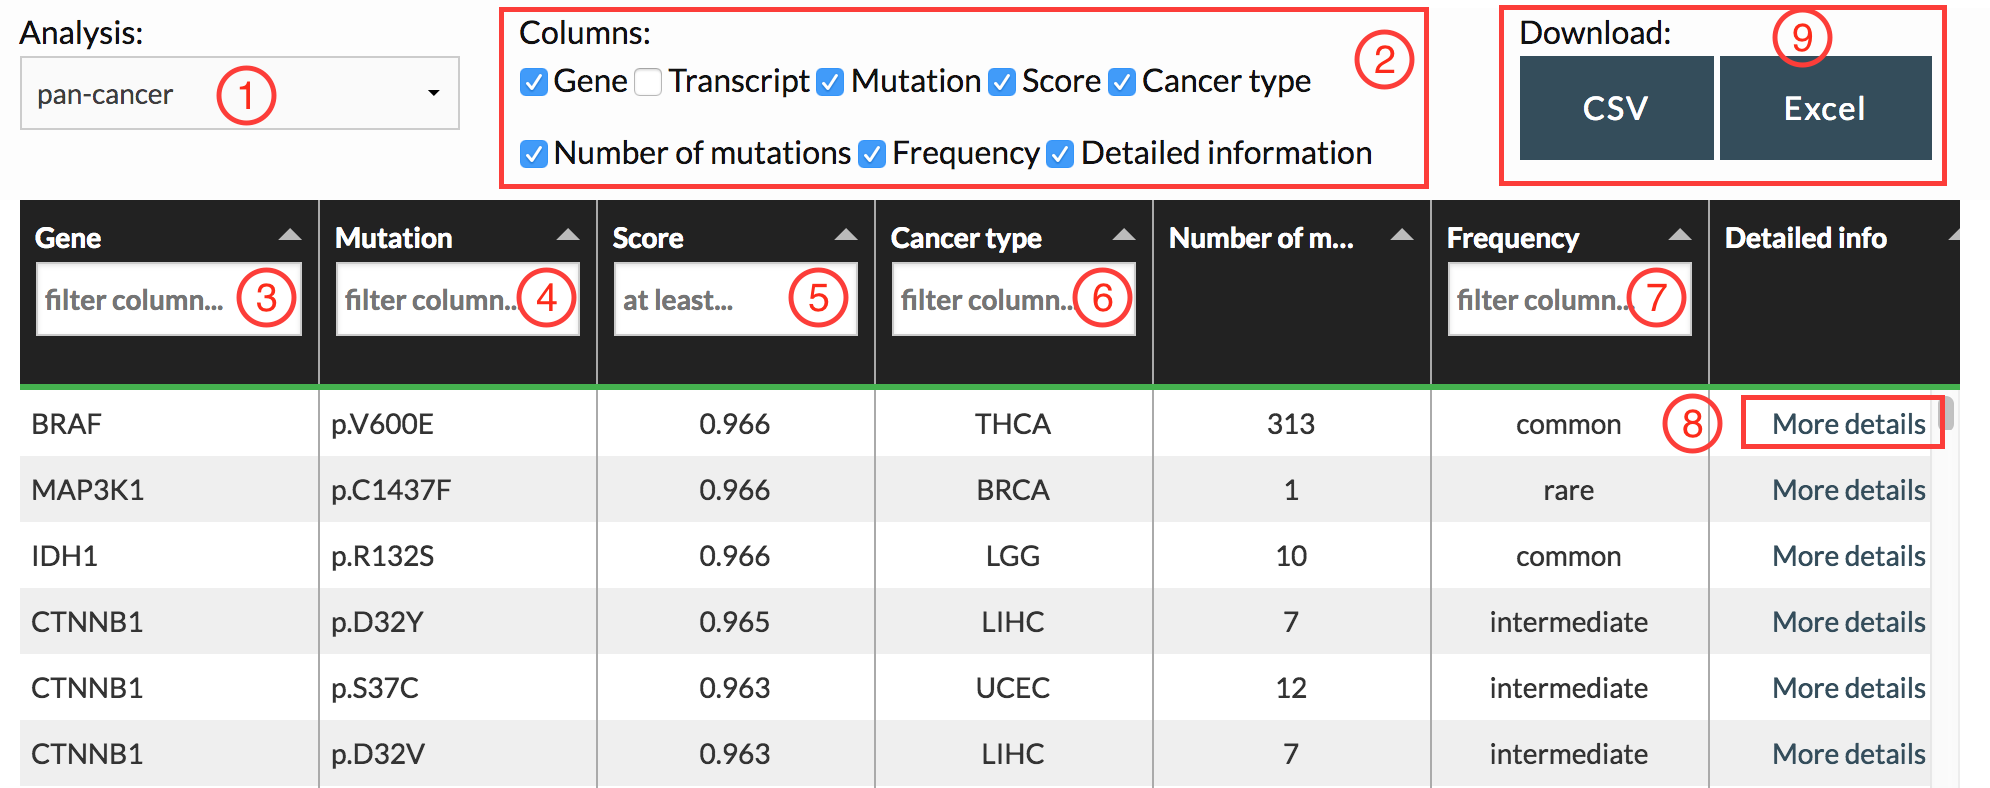 Analysis:
pan-cancer 1
Columns: 2
Gene Transcript Mutation Score Cancer type
Number of mutations Frequency Detailed information
Download: 9
CSV Excel
Gene Mutation Score Cancer type Number of m... Frequency Detailed info
filter column... 3 filter column... 4 at least... 5 filter column... 6 filter column... 7
BRAF p.V600E 0.966 THCA 313 common 8 More details
MAP3K1 p.C1437F 0.966 BRCA 1 rare More details
IDH1 p.R132S 0.966 LGG 10 common More details
CTNNB1 p.D32Y 0.965 LIHC 7 intermediate More details
CTNNB1 p.S37C 0.963 UCEC 12 intermediate More details
CTNNB1 p.D32V 0.963 LIHC 7 intermediate More details